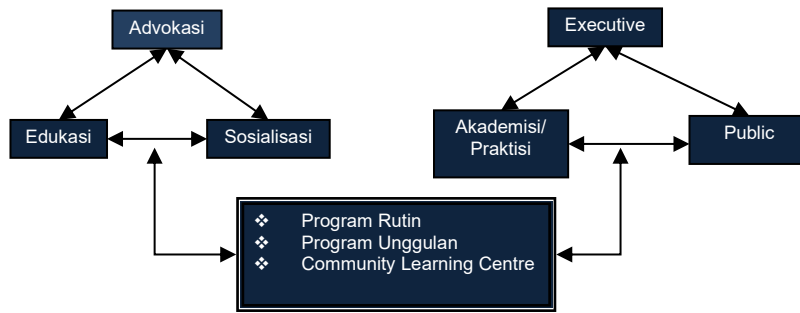 Advokasi
Executive
Edukasi
Sosialisasi
Akademisi/
Praktisi
Public
❖ Program Rutin
❖ Program Unggulan
❖ Community Learning Centre